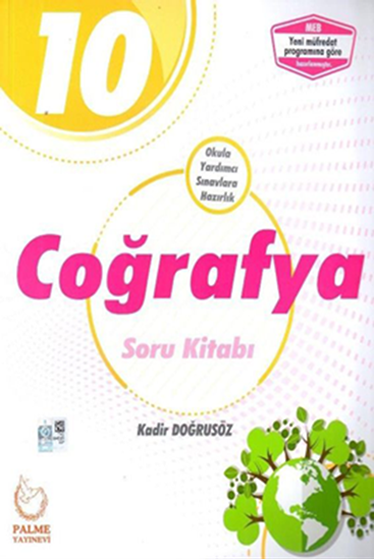 10
MEB
Yeni müfredat
programına göre
hazırlanmıştır.
Okula
Yardımcı
Sınavlara
Hazırlık
Coğrafya
Soru Kitabı
Kadir DOĞRUSÖZ
PALME
YAYINEVİ